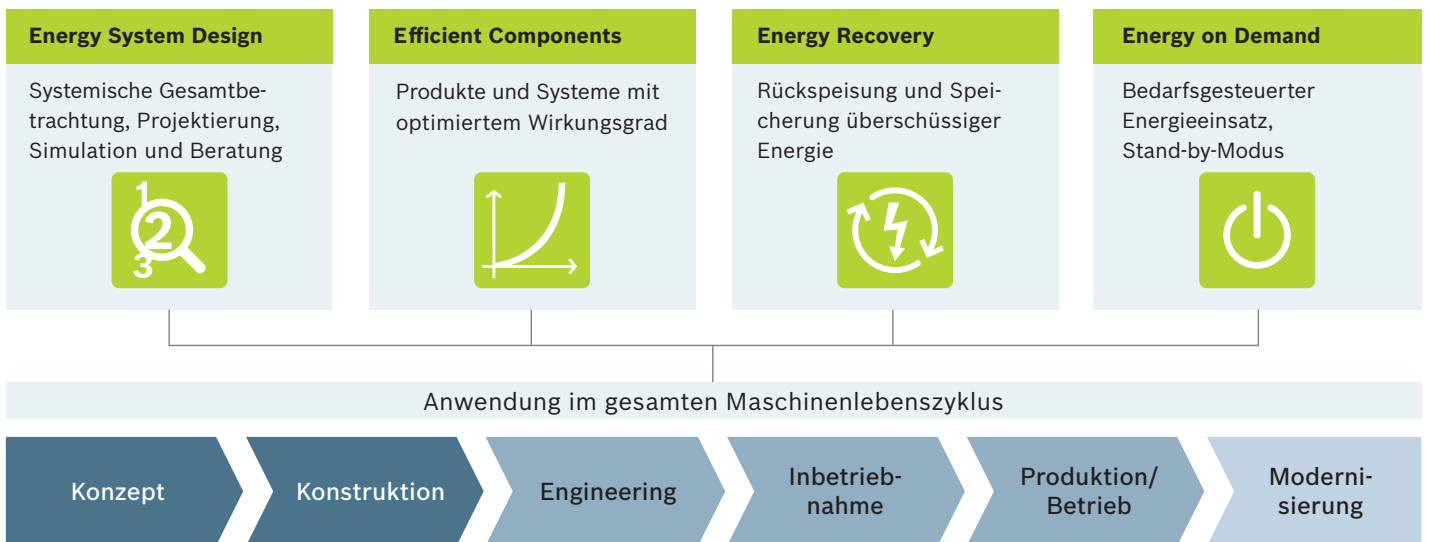 Energy System Design
Systemische Gesamtbe-
trachtung, Projektierung,
Simulation und Beratung
1
2
3
Efficient Components
Produkte und Systeme mit
optimiertem Wirkungsgrad
Energy Recovery
Rückspeisung und Spei-
cherung überschüssiger
Energie
Energy on Demand
Bedarfsgesteuerter
Energieeinsatz,
Stand-by-Modus
Anwendung im gesamten Maschinenlebenszyklus
Konzept
Konstruktion
Engineering
Inbetrieb-
nahme
Produktion/
Betrieb
Moderni-
sierung